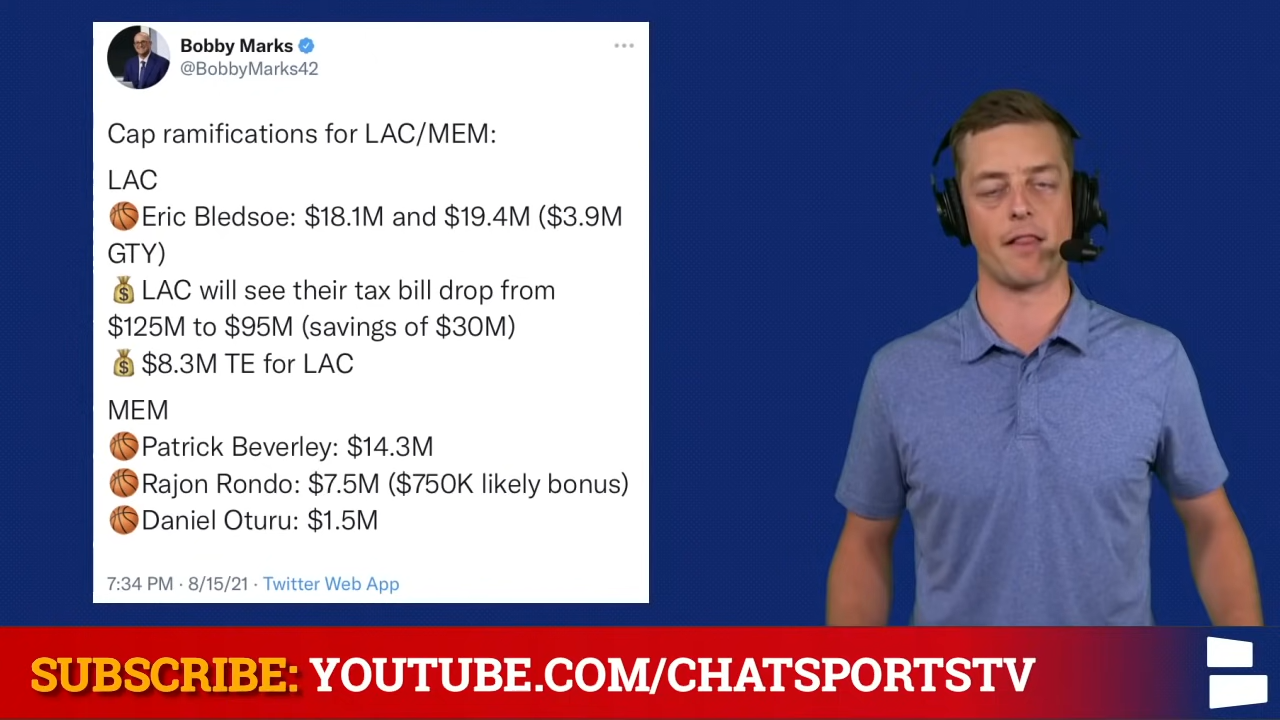 Bobby Marks
@BobbyMarks42
Cap ramifications for LAC/MEM:
LAC
🏀Eric Bledsoe: $18.1M and $19.4M ($3.9M
GTY)
💰LAC will see their tax bill drop from
$125M to $95M (savings of $30M)
💰$8.3M TE for LAC
MEM
🏀Patrick Beverley: $14.3M
🏀Rajon Rondo: $7.5M ($750K likely bonus)
🏀Daniel Oturu: $1.5M
7:34 PM · 8/15/21 · Twitter Web App
SUBSCRIBE: YOUTUBE.COM/CHATSPORTSTV